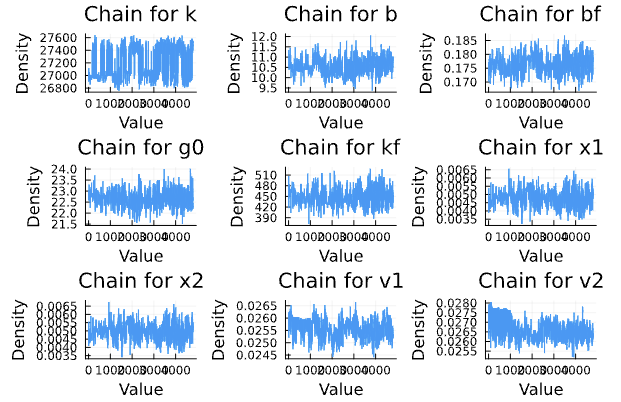 Chain for k
Chain for b
Chain for bf
Density
27600
27400
27200
27000
26800
0 1000 2000 3000 4000
Value
Density
12.0
11.5
11.0
10.5
10.0
9.5
0 1000 2000 3000 4000
Value
Density
0.185
0.180
0.175
0.170
0 1000 2000 3000 4000
Value
Chain for g0
Chain for kf
Chain for x1
Density
24.0
23.5
23.0
22.5
22.0
21.5
0 1000 2000 3000 4000
Value
Density
510
480
450
420
390
0 1000 2000 3000 4000
Value
Density
0.0065
0.0060
0.0055
0.0050
0.0045
0.0040
0.0035
0 1000 2000 3000 4000
Value
Chain for x2
Chain for v1
Chain for v2
Density
0.0065
0.0060
0.0055
0.0050
0.0045
0.0040
0.0035
0 1000 2000 3000 4000
Value
Density
0.0265
0.0260
0.0255
0.0250
0.0245
0 1000 2000 3000 4000
Value
Density
0.0280
0.0275
0.0270
0.0265
0.0260
0.0255
0 1000 2000 3000 4000
Value